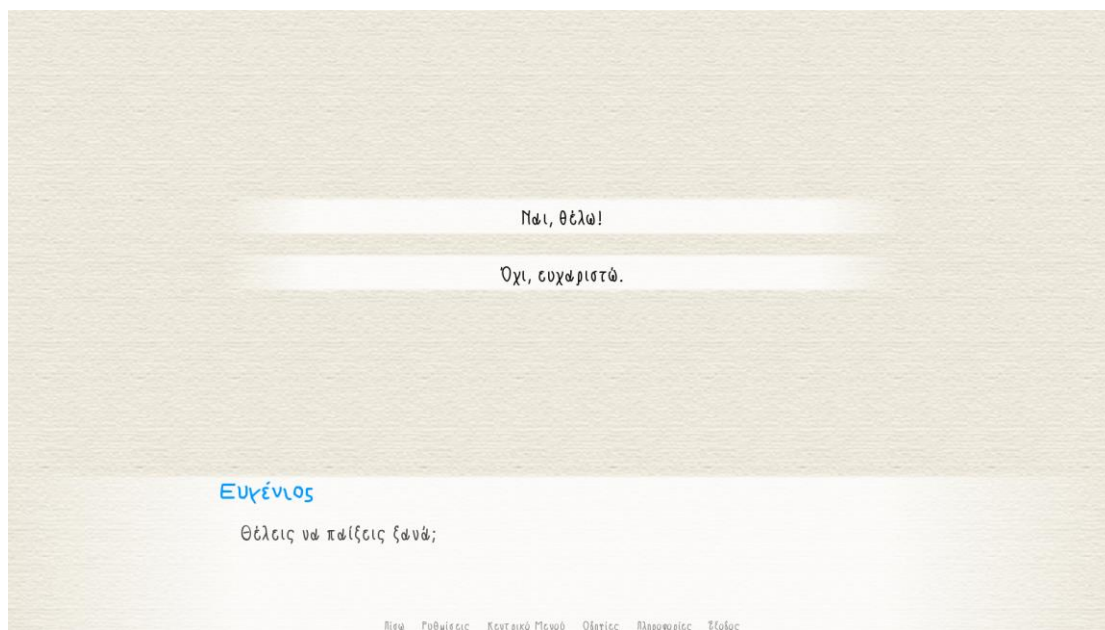 Ναι, θέλω!
Όχι, ευχαριστώ.
Ευγένιος
Θέλεις να παίξεις ξανά;
Πίσω Ρυθμίσεις Κεντρικό Μενού Οδηγίες Πληροφορίες Έξοδος